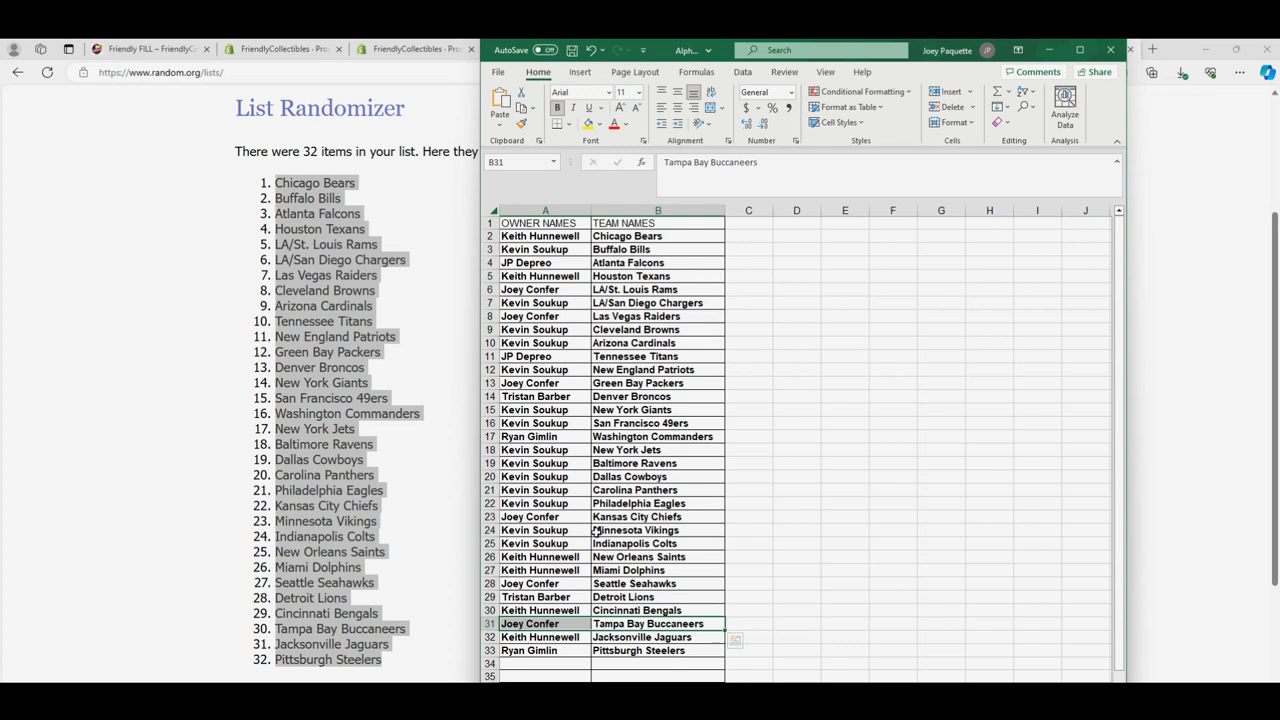 Friendly FILL – FriendlyC
FriendlyCollectibles - Pro
FriendlyCollectibles - Pro
https://www.random.org/lists/
List Randomizer
There were 32 items in your list. Here they
1. Chicago Bears
2. Buffalo Bills
3. Atlanta Falcons
4. Houston Texans
5. LA/St. Louis Rams
6. LA/San Diego Chargers
7. Las Vegas Raiders
8. Cleveland Browns
9. Arizona Cardinals
10. Tennessee Titans
11. New England Patriots
12. Green Bay Packers
13. Denver Broncos
14. New York Giants
15. San Francisco 49ers
16. Washington Commanders
17. New York Jets
18. Baltimore Ravens
19. Dallas Cowboys
20. Carolina Panthers
21. Philadelphia Eagles
22. Kansas City Chiefs
23. Minnesota Vikings
24. Indianapolis Colts
25. New Orleans Saints
26. Miami Dolphins
27. Seattle Seahawks
28. Detroit Lions
29. Cincinnati Bengals
30. Tampa Bay Buccaneers
31. Jacksonville Jaguars
32. Pittsburgh Steelers
AutoSave Off Alph... Search Joey Paquette JP
File Home Insert Page Layout Formulas Data Review View Help Comments Share
Paste Arial 11 General Conditional Formatting Insert
Format as Table Delete
Cell Styles Format Analyze Data
Clipboard Font Alignment Number Styles Cells Editing Analysis
B31 fx Tampa Bay Buccaneers
A B C D E F G H I J
1 OWNER NAMES TEAM NAMES
2 Keith Hunnewell Chicago Bears
3 Kevin Soukup Buffalo Bills
4 JP Depreo Atlanta Falcons
5 Keith Hunnewell Houston Texans
6 Joey Confer LA/St. Louis Rams
7 Kevin Soukup LA/San Diego Chargers
8 Joey Confer Las Vegas Raiders
9 Kevin Soukup Cleveland Browns
10 Kevin Soukup Arizona Cardinals
11 JP Depreo Tennessee Titans
12 Kevin Soukup New England Patriots
13 Joey Confer Green Bay Packers
14 Tristan Barber Denver Broncos
15 Kevin Soukup New York Giants
16 Kevin Soukup San Francisco 49ers
17 Ryan Gimlin Washington Commanders
18 Kevin Soukup New York Jets
19 Kevin Soukup Baltimore Ravens
20 Kevin Soukup Dallas Cowboys
21 Kevin Soukup Carolina Panthers
22 Kevin Soukup Philadelphia Eagles
23 Joey Confer Kansas City Chiefs
24 Kevin Soukup Minnesota Vikings
25 Kevin Soukup Indianapolis Colts
26 Keith Hunnewell New Orleans Saints
27 Keith Hunnewell Miami Dolphins
28 Joey Confer Seattle Seahawks
29 Tristan Barber Detroit Lions
30 Keith Hunnewell Cincinnati Bengals
31 Joey Confer Tampa Bay Buccaneers
32 Keith Hunnewell Jacksonville Jaguars
33 Ryan Gimlin Pittsburgh Steelers
34
35